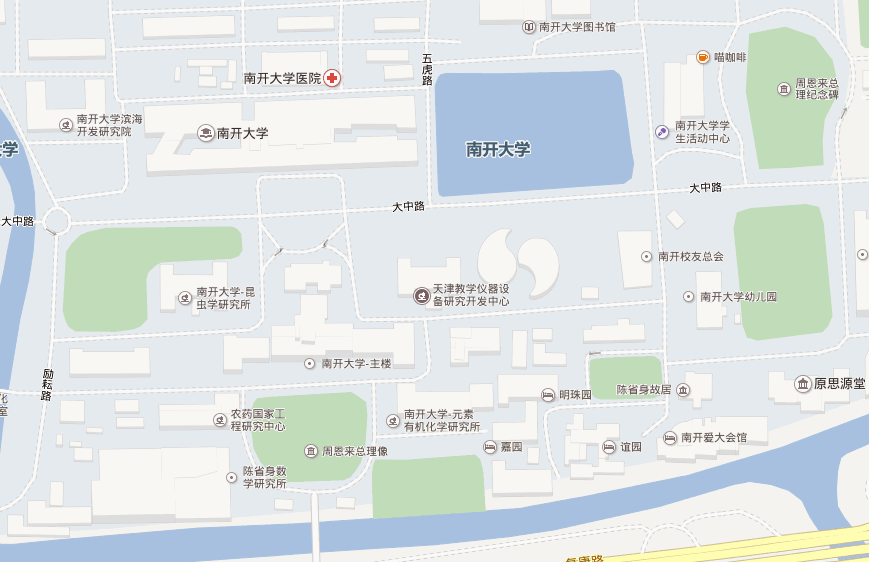 南开大学图书馆
五虎路
喵咖啡
南开大学医院
周恩来总
理纪念碑
南开大学滨海
开发研究院
南开大学
南开大学学
生活动中心
大学
南开大学
大中路
大中路
大中路
南开校友总会
天津教学仪器设
备研究开发中心
南开大学-昆
虫学研究所
南开大学幼儿园
南开大学-主楼
励耘路
原思源堂
陈省身故居
明珠园
化
室
农药国家工
程研究中心
南开大学-元素
有机化学研究所
南开爱大会馆
周恩来总理像
嘉园
谊园
陈省身数
学研究所
复康路